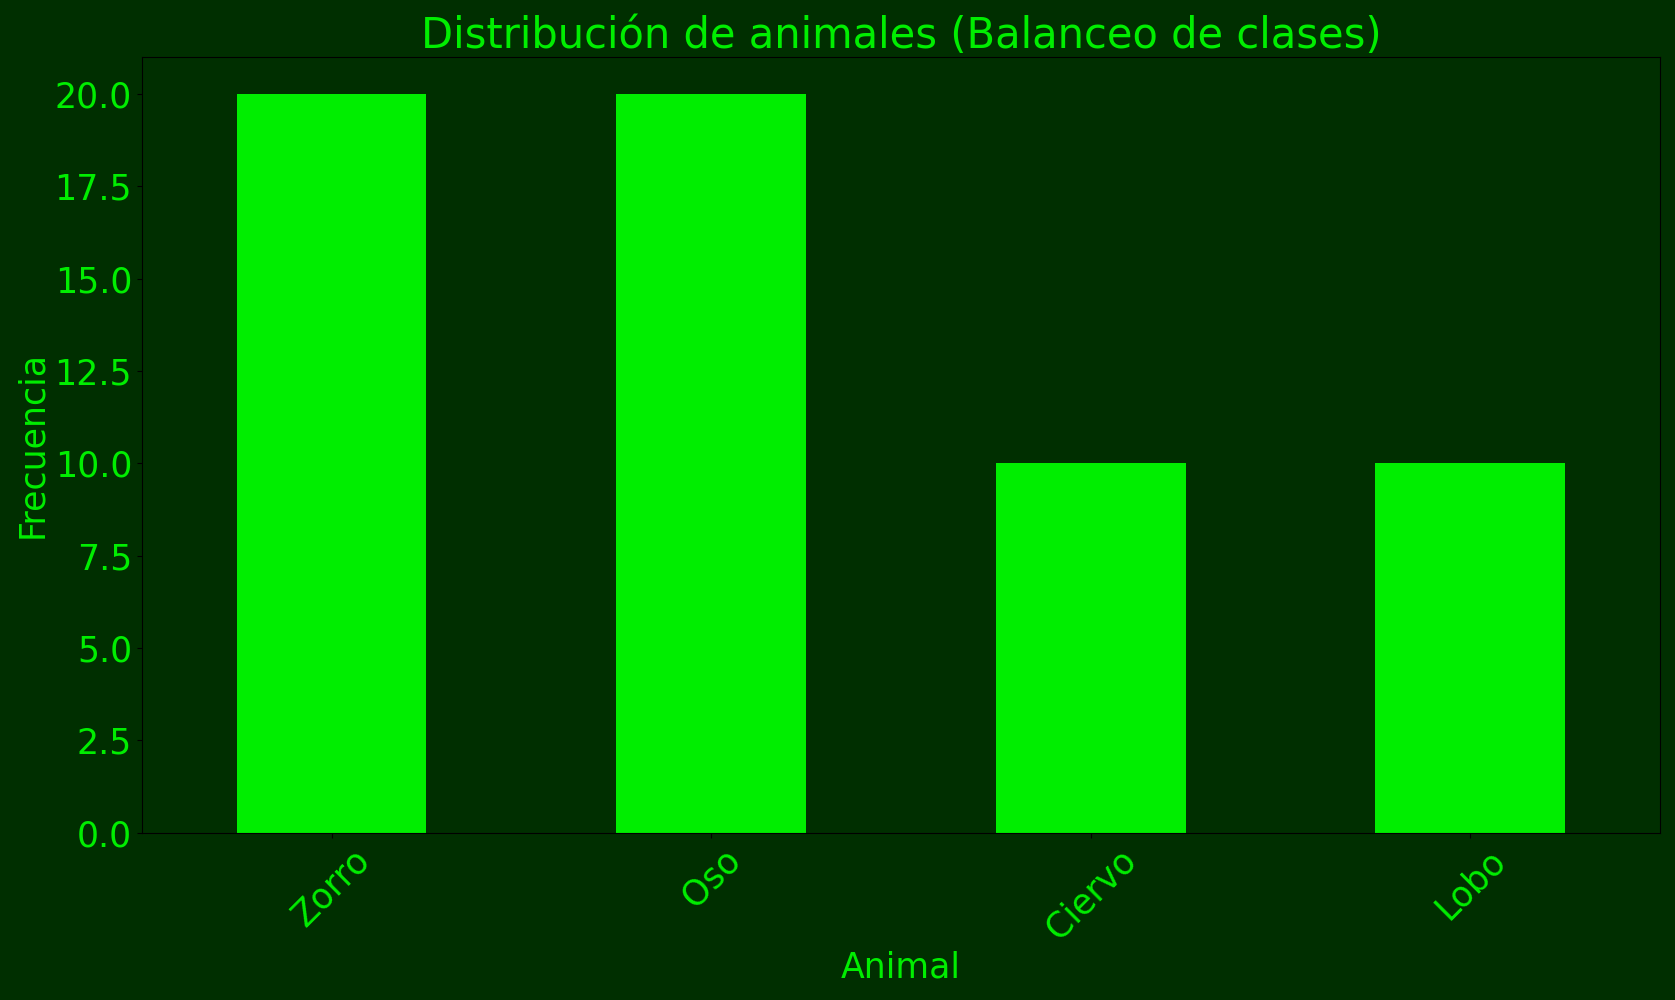 Distribución de animales (Balanceo de clases)
20.0
17.5
15.0
12.5
10.0
7.5
5.0
2.5
0.0
Frecuencia
Zorro
Oso
Ciervo
Lobo
Animal